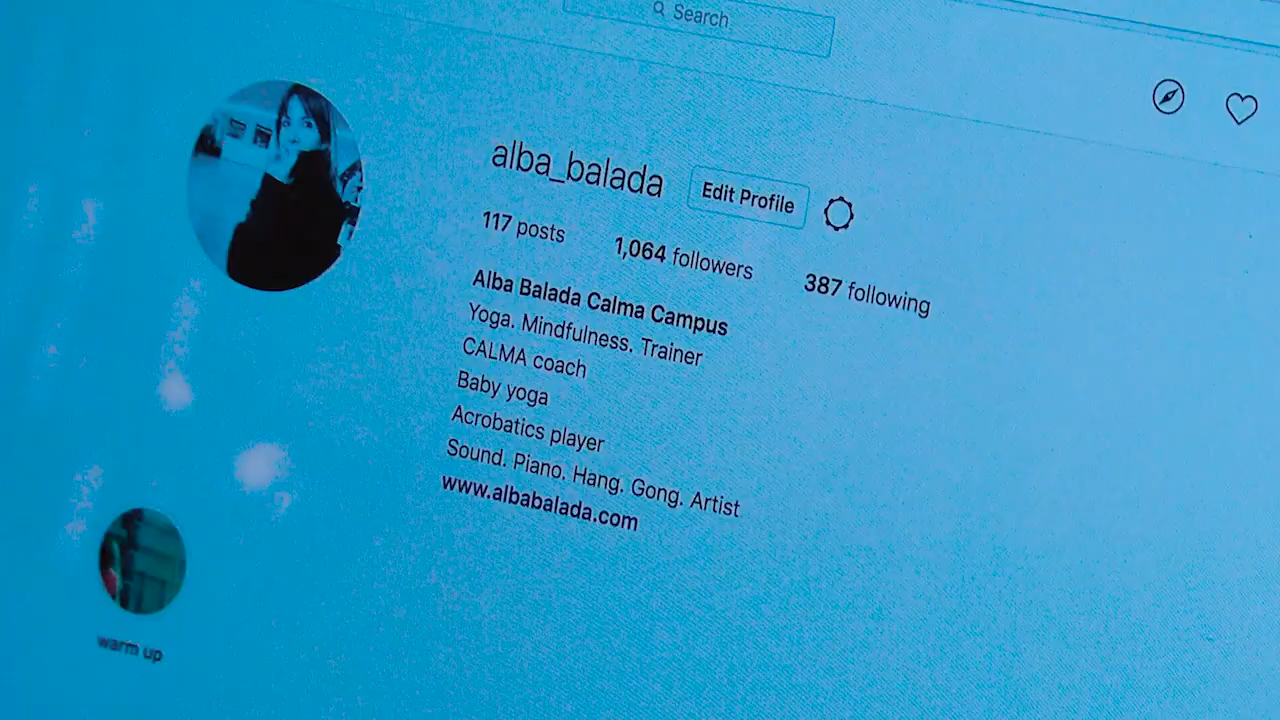 Search
alba_balada Edit Profile
117 posts 1,064 followers 387 following
Alba Balada Calma Campus
Yoga. Mindfulness. Trainer
CALMA coach
Baby yoga
Acrobatics player
Sound. Piano. Hang. Gong. Artist
www.albabalada.com
warm up